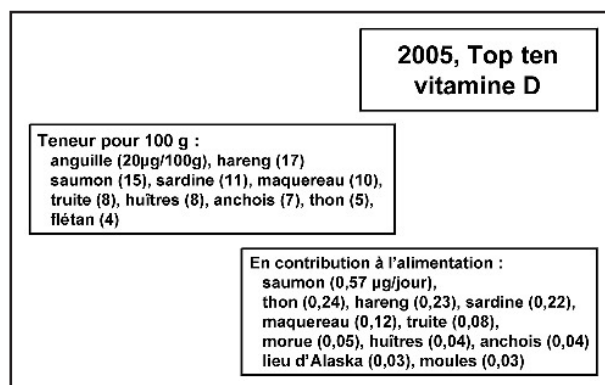 2005, Top ten
vitamine D
Teneur pour 100 g :
anguille (20µg/100g), hareng (17)
saumon (15), sardine (11), maquereau (10),
truite (8), huîtres (8), anchois (7), thon (5),
flétan (4)
En contribution à l'alimentation :
saumon (0,57 µg/jour),
thon (0,24), hareng (0,23), sardine (0,22),
maquereau (0,12), truite (0,08),
morue (0,05), huîtres (0,04), anchois (0,04)
lieu d'Alaska (0,03), moules (0,03)